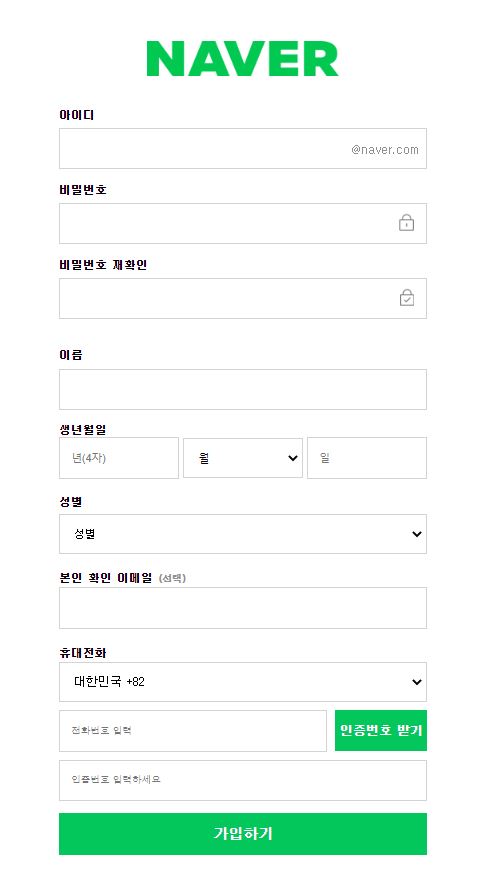 NAVER
아이디
@naver.com
비밀번호
비밀번호 재확인
이름
생년월일
년(4자) 월 일
성별
성별
본인 확인 이메일 (선택)
휴대전화
대한민국 +82
전화번호 입력 인증번호 받기
인증번호 입력하세요
가입하기